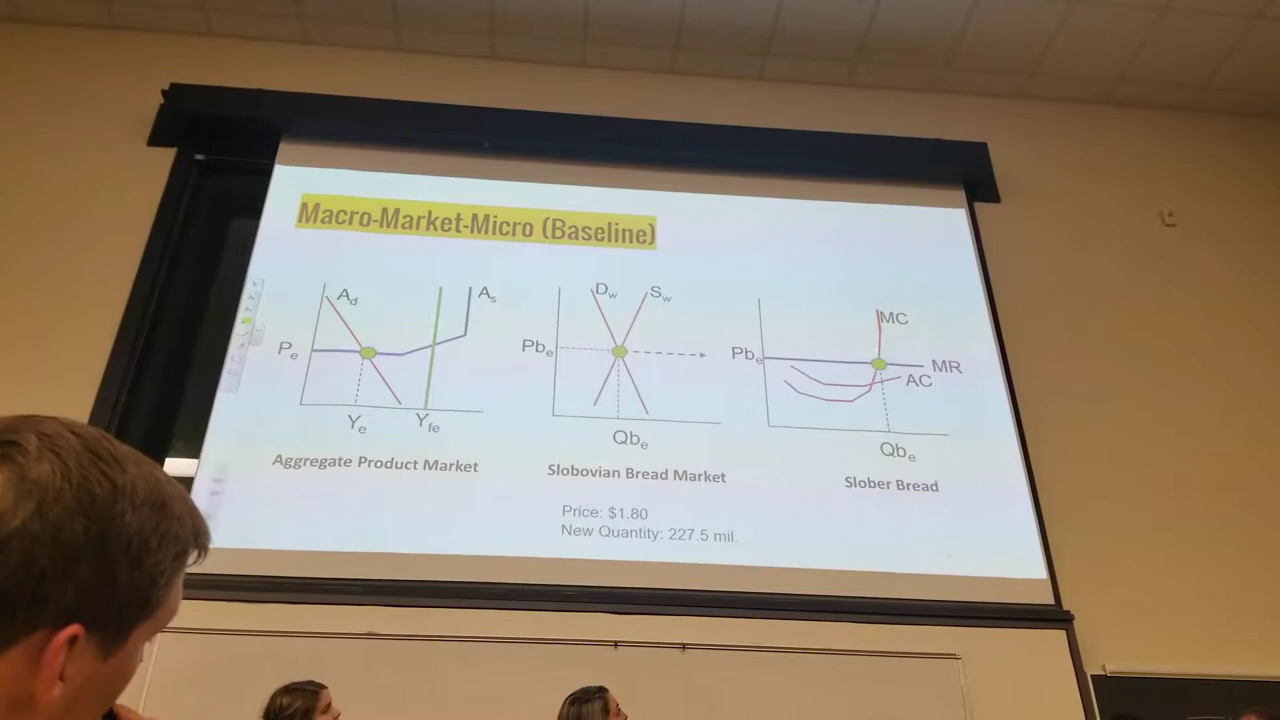 Macro-Market-Micro (Baseline)
Ad
As
Pe
Ye
Yfe
Aggregate Product Market
Dw
Sw
Pbe
Qbe
Slobovian Bread Market
Price: $1.80
New Quantity: 227.5 mil.
MC
Pbe
MR
AC
Qbe
Slober Bread